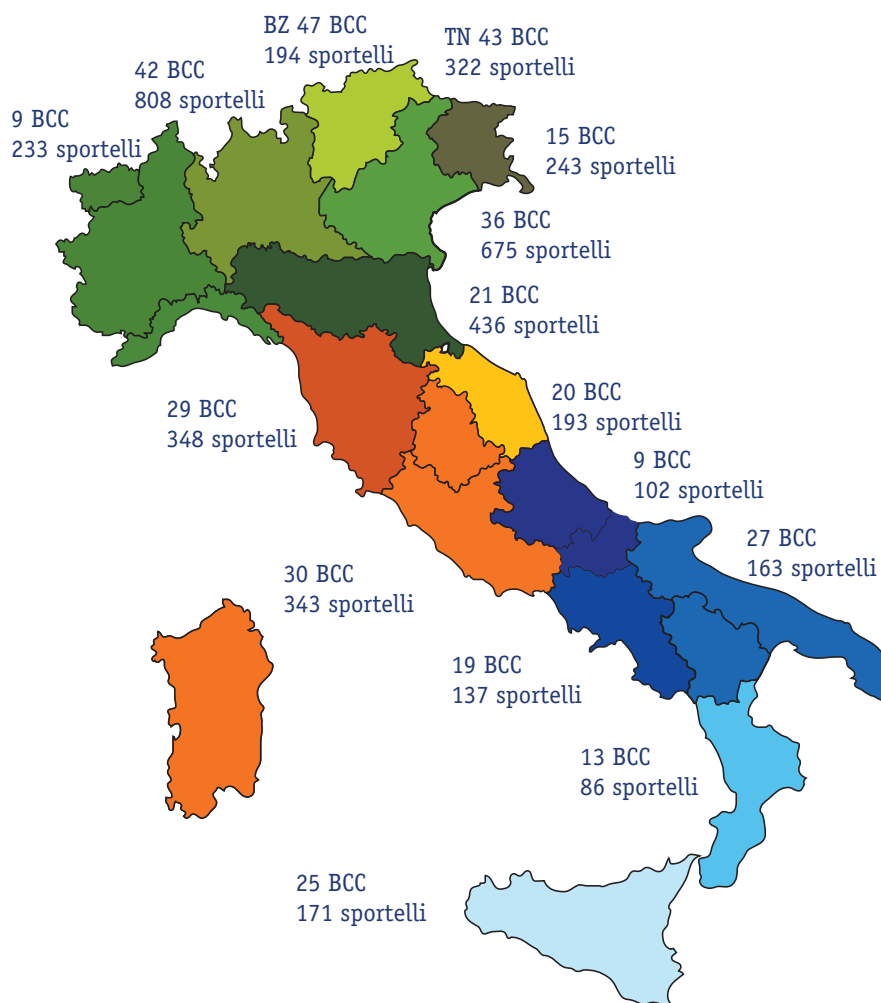 BZ 47 BCC
194 sportelli
TN 43 BCC
322 sportelli
42 BCC
808 sportelli
9 BCC
233 sportelli
15 BCC
243 sportelli
36 BCC
675 sportelli
21 BCC
436 sportelli
20 BCC
193 sportelli
29 BCC
348 sportelli
9 BCC
102 sportelli
27 BCC
163 sportelli
30 BCC
343 sportelli
19 BCC
137 sportelli
13 BCC
86 sportelli
25 BCC
171 sportelli